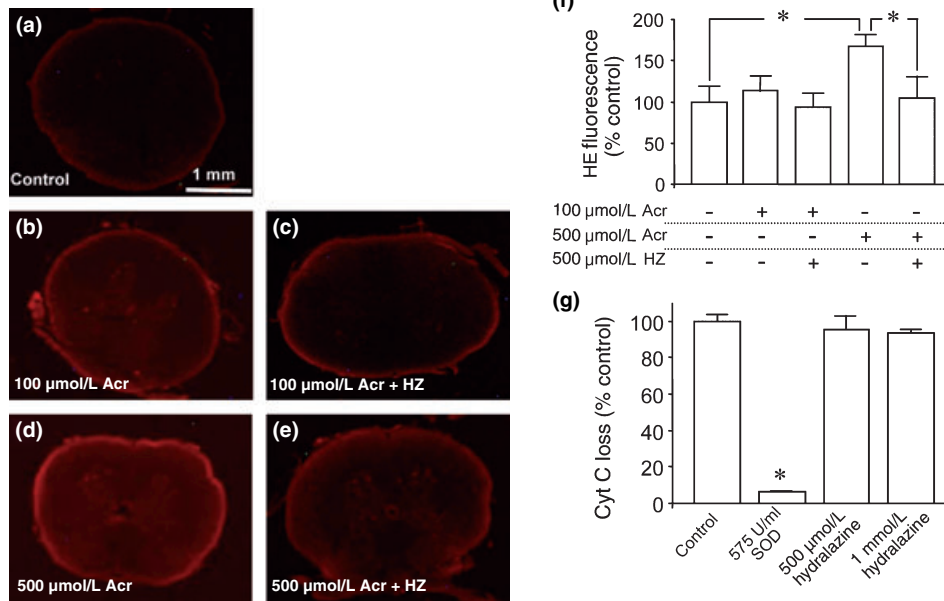 (a)
Control
1 mm
(b)
100 µmol/L Acr
(c)
100 µmol/L Acr + HZ
(d)
500 µmol/L Acr
(e)
500 µmol/L Acr + HZ
(f)
HE fluorescence
(% control)
200
150
100
50
0
* *
100 µmol/L Acr - + + - -
500 µmol/L Acr - - - + +
500 µmol/L HZ - - + - +
(g)
Cyt C loss (% control)
100
80
60
40
20
0
*
Control
575 U/ml
SOD
500 µmol/L
hydralazine
1 mmol/L
hydralazine